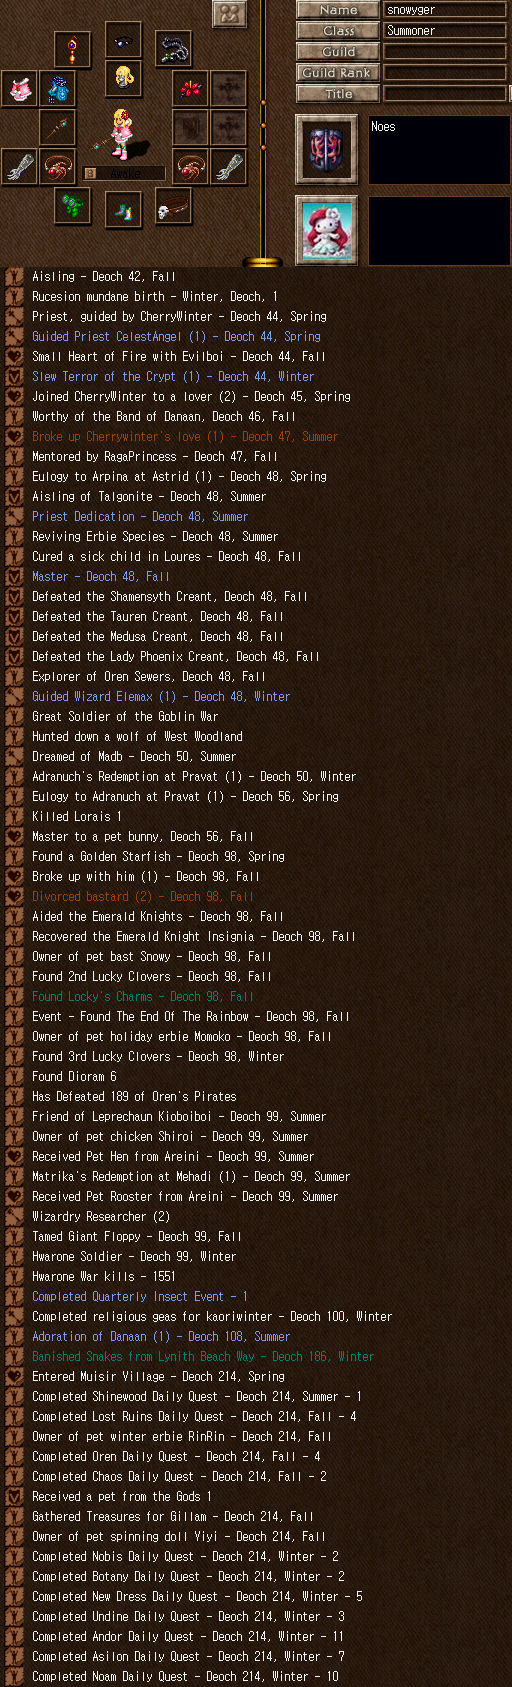 Name snowyger
Class Summoner
Guild
Guild Rank
Title
Noes
Awake
Aisling - Deoch 42, Fall
Rucesion mundane birth - Winter, Deoch, 1
Priest, guided by CherryWinter - Deoch 44, Spring
Guided Priest CelestAngel (1) - Deoch 44, Spring
Small Heart of Fire with Evilboi - Deoch 44, Fall
Slew Terror of the Crypt (1) - Deoch 44, Winter
Joined CherryWinter to a lover (2) - Deoch 45, Spring
Worthy of the Band of Danaan, Deoch 46, Fall
Broke up Cherrywinter's love (1) - Deoch 47, Summer
Mentored by RagaPrincess - Deoch 47, Fall
Eulogy to Arpina at Astrid (1) - Deoch 48, Spring
Aisling of Talgonite - Deoch 48, Summer
Priest Dedication - Deoch 48, Summer
Reviving Erbie Species - Deoch 48, Summer
Cured a sick child in Loures - Deoch 48, Fall
Master - Deoch 48, Fall
Defeated the Shamensyth Creant, Deoch 48, Fall
Defeated the Tauren Creant, Deoch 48, Fall
Defeated the Medusa Creant, Deoch 48, Fall
Defeated the Lady Phoenix Creant, Deoch 48, Fall
Explorer of Oren Sewers, Deoch 48, Fall
Guided Wizard Elemax (1) - Deoch 48, Winter
Great Soldier of the Goblin War
Hunted down a wolf of West Woodland
Dreamed of Madb - Deoch 50, Summer
Adranuch's Redemption at Pravat (1) - Deoch 50, Winter
Eulogy to Adranuch at Pravat (1) - Deoch 56, Spring
Killed Lorais 1
Master to a pet bunny, Deoch 56, Fall
Found a Golden Starfish - Deoch 98, Spring
Broke up with him (1) - Deoch 98, Fall
Divorced bastard (2) - Deoch 98, Fall
Aided the Emerald Knights - Deoch 98, Fall
Recovered the Emerald Knight Insignia - Deoch 98, Fall
Owner of pet bast Snowy - Deoch 98, Fall
Found 2nd Lucky Clovers - Deoch 98, Fall
Found Locky's Charms - Deoch 98, Fall
Event - Found The End Of The Rainbow - Deoch 98, Fall
Owner of pet holiday erbie Momoko - Deoch 98, Fall
Found 3rd Lucky Clovers - Deoch 98, Winter
Found Dioram 6
Has Defeated 189 of Oren's Pirates
Friend of Leprechaun Kioboiboi - Deoch 99, Summer
Owner of pet chicken Shiroi - Deoch 99, Summer
Received Pet Hen from Areini - Deoch 99, Summer
Matrika's Redemption at Mehadi (1) - Deoch 99, Summer
Received Pet Rooster from Areini - Deoch 99, Summer
Wizardry Researcher (2)
Tamed Giant Floppy - Deoch 99, Fall
Hwarone Soldier - Deoch 99, Winter
Hwarone War kills - 1551
Completed Quarterly Insect Event - 1
Completed religious geas for kaoriwinter - Deoch 100, Winter
Adoration of Danaan (1) - Deoch 108, Summer
Banished Snakes from Lynith Beach Way - Deoch 186, Winter
Entered Muisir Village - Deoch 214, Spring
Completed Shinewood Daily Quest - Deoch 214, Summer - 1
Completed Lost Ruins Daily Quest - Deoch 214, Fall - 4
Owner of pet winter erbie RinRin - Deoch 214, Fall
Completed Oren Daily Quest - Deoch 214, Fall - 4
Completed Chaos Daily Quest - Deoch 214, Fall - 2
Received a pet from the Gods 1
Gathered Treasures for Gillam - Deoch 214, Fall
Owner of pet spinning doll Yiyi - Deoch 214, Fall
Completed Nobis Daily Quest - Deoch 214, Winter - 2
Completed Botany Daily Quest - Deoch 214, Winter - 2
Completed New Dress Daily Quest - Deoch 214, Winter - 5
Completed Undine Daily Quest - Deoch 214, Winter - 3
Completed Andor Daily Quest - Deoch 214, Winter - 11
Completed Asilon Daily Quest - Deoch 214, Winter - 7
Completed Noam Daily Quest - Deoch 214, Winter - 10